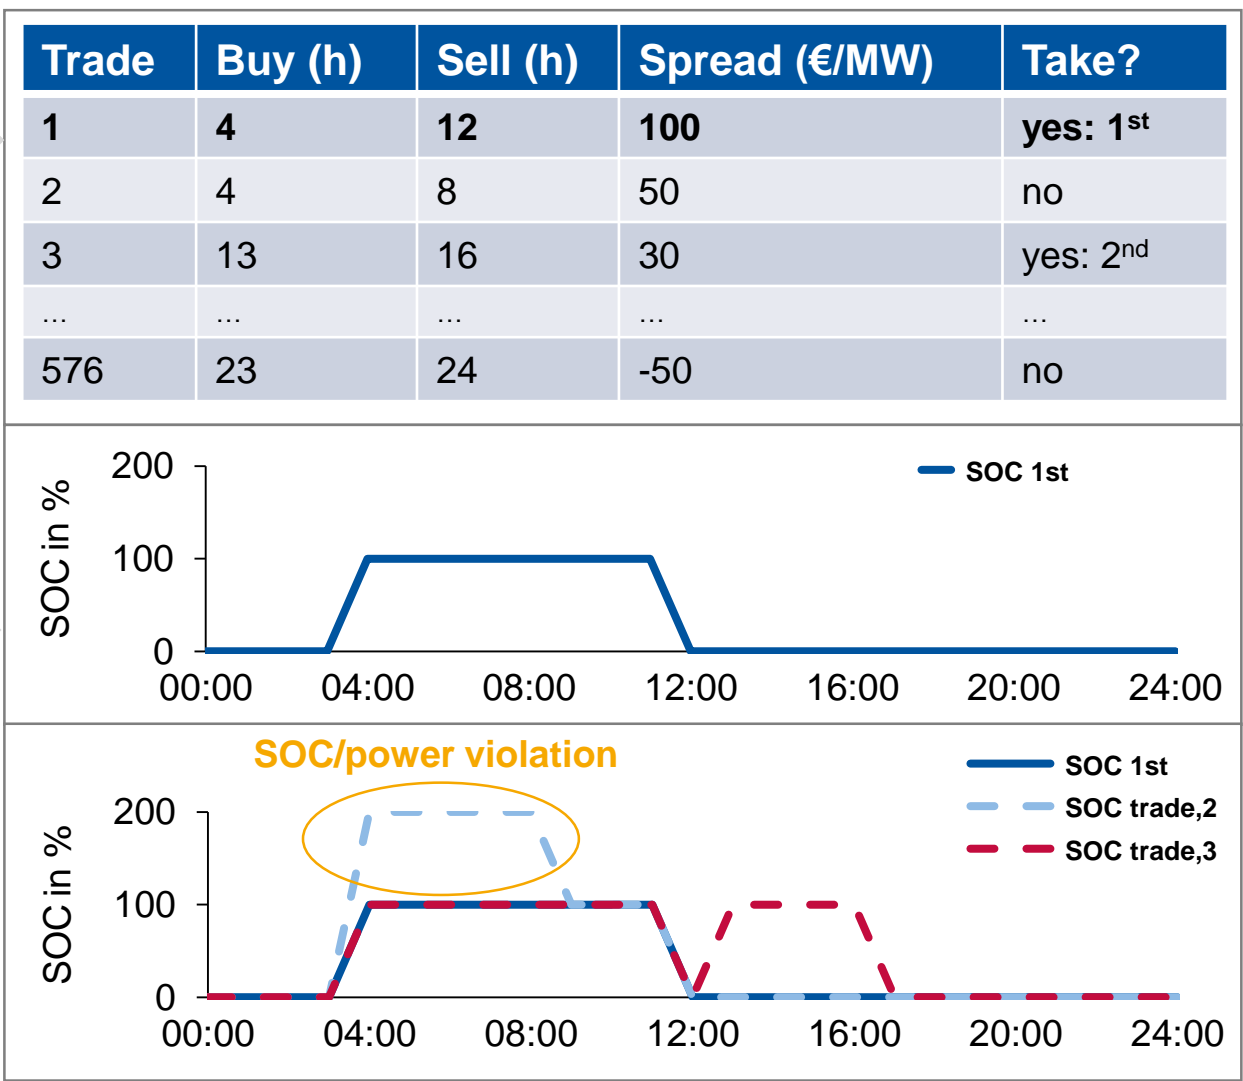 Trade Buy (h) Sell (h) Spread (€/MW) Take?
1 4 12 100 yes: 1st
2 4 8 50 no
3 13 16 30 yes: 2nd
... ... ... ... ...
576 23 24 -50 no
SOC in %
200
100
0
00:00 04:00 08:00 12:00 16:00 20:00 24:00
SOC 1st
SOC/power violation
SOC in %
200
100
0
00:00 04:00 08:00 12:00 16:00 20:00 24:00
SOC 1st
SOC trade,2
SOC trade,3